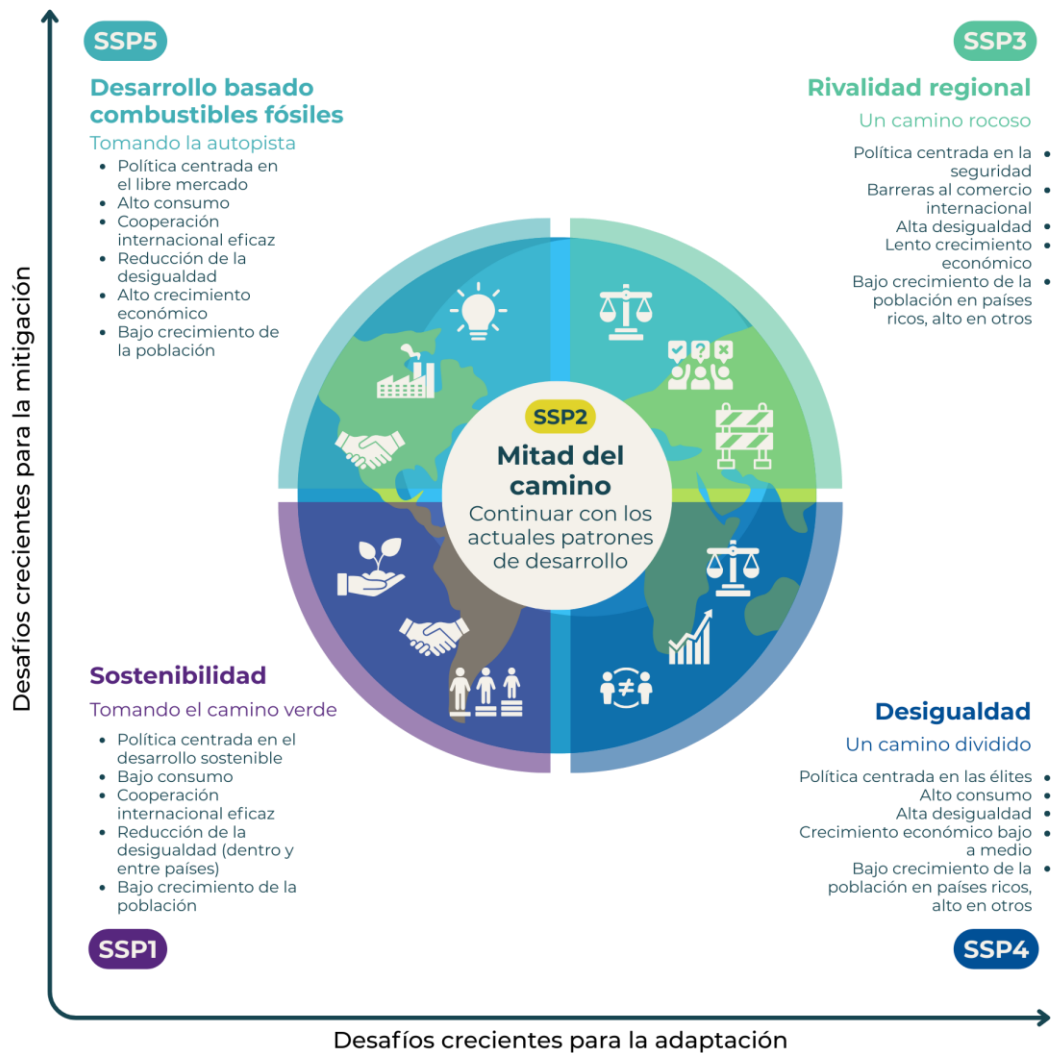 SSP5
Desarrollo basado
combustibles fósiles
Tomando la autopista
• Política centrada en
el libre mercado
• Alto consumo
• Cooperación
internacional eficaz
• Reducción de la
desigualdad
• Alto crecimiento
económico
• Bajo crecimiento de
la población
SSP3
Rivalidad regional
Un camino rocoso
Política centrada en la •
seguridad
Barreras al comercio •
internacional
Alta desigualdad •
Lento crecimiento •
económico
Bajo crecimiento de la •
población en países
ricos, alto en otros
Desafíos crecientes para la mitigación
SSP2
Mitad del
camino
Continuar con los
actuales patrones
de desarrollo
Sostenibilidad
Tomando el camino verde
• Política centrada en el
desarrollo sostenible
• Bajo consumo
• Cooperación
internacional eficaz
• Reducción de la
desigualdad (dentro y
entre países)
• Bajo crecimiento de la
población
SSP1
Desigualdad
Un camino dividido
Política centrada en las élites •
Alto consumo •
Alta desigualdad •
Crecimiento económico bajo •
a medio
Bajo crecimiento de la •
población en países ricos,
alto en otros
SSP4
Desafíos crecientes para la adaptación